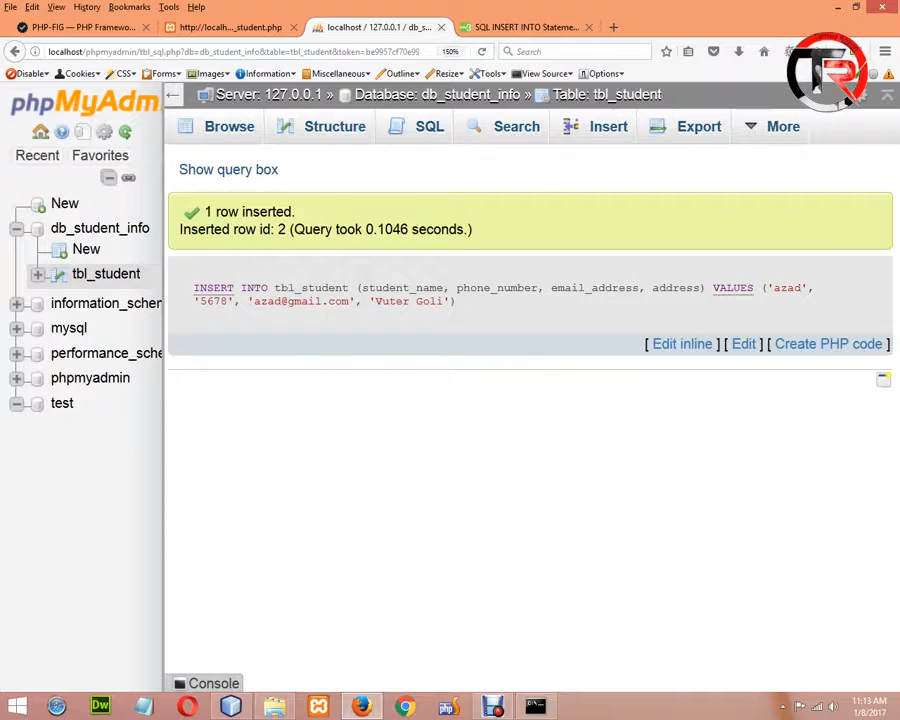 File Edit View History Bookmarks Tools Help
PHP-FIG — PHP Framewo... http://localh..._student.php localhost / 127.0.0.1 / db_s... SQL INSERT INTO Stateme...
localhost/phpmyadmin/tbl_sql.php?db=db_student_info&table=tbl_student&token=be9957cf70e99 150% Search
Disable Cookies CSS Forms Images Information Miscellaneous Outline Resize Tools View Source Options
phpMyAdm
Server: 127.0.0.1 » Database: db_student_info » Table: tbl_student
Browse Structure SQL Search Insert Export More
Recent Favorites
Show query box
New
db_student_info
New
tbl_student
information_scher
mysql
performance_sche
phpmyadmin
test
1 row inserted.
Inserted row id: 2 (Query took 0.1046 seconds.)
INSERT INTO tbl_student (student_name, phone_number, email_address, address) VALUES ('azad',
'5678', 'azad@gmail.com', 'Vuter Goli')
[ Edit inline ] [ Edit ] [ Create PHP code ]
Console
Dw
php
11:13 AM
1/8/2017